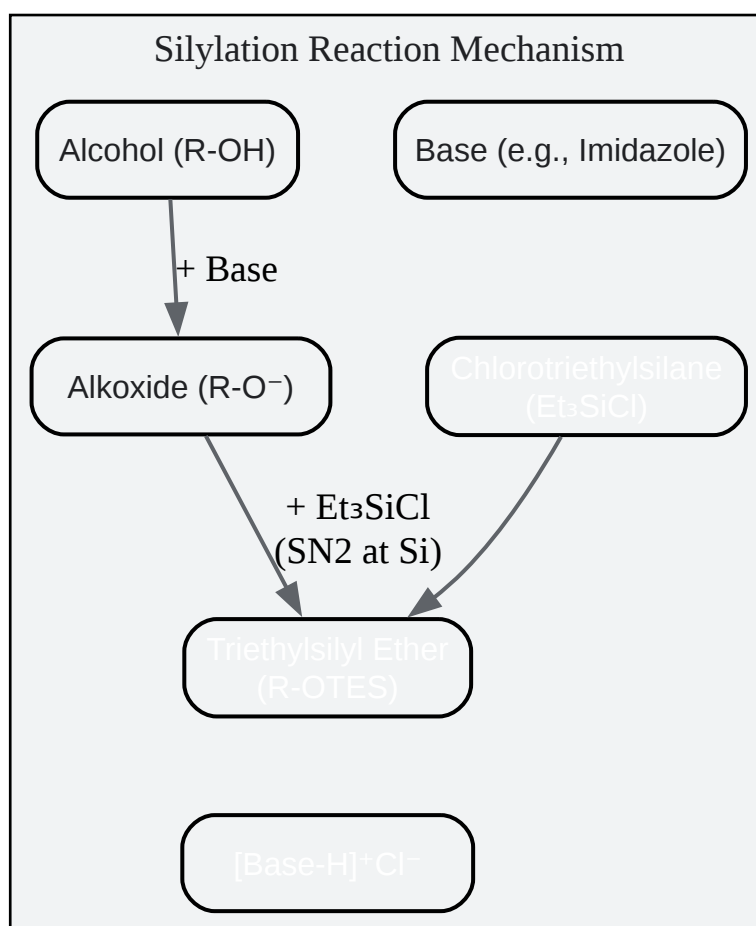 Silylation Reaction Mechanism
Alcohol (R-OH)
Base (e.g., Imidazole)
+ Base
Alkoxide (R-O⁻)
Chlorotriethylsilane
(Et₃SiCl)
+ Et₃SiCl
(SN2 at Si)
Triethylsilyl Ether
(R-OTES)
[Base-H]⁺Cl⁻